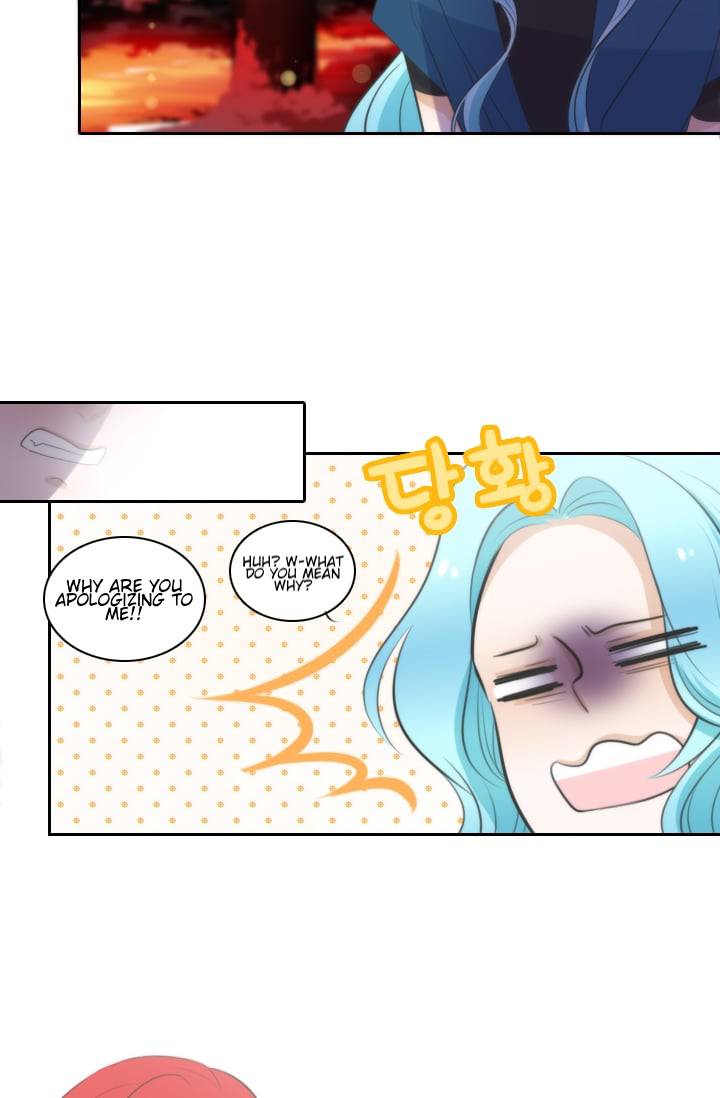 당황
WHY ARE YOU
APOLOGIZING TO
ME!!
HUH? W-WHAT
DO YOU MEAN
WHY?